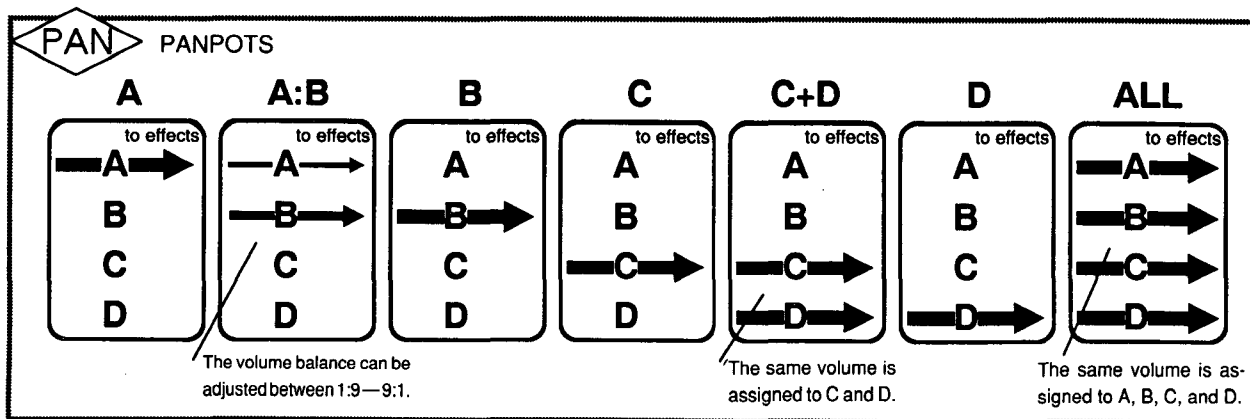 PAN PANPOTS
A A:B B C C+D D ALL
to effects to effects to effects to effects to effects to effects to effects
A A A A A A A
B B B B B B B
C C C C C C C
D D D D D D D
The volume balance can be
adjusted between 1:9—9:1.
The same volume is
assigned to C and D.
The same volume is as-
signed to A, B, C, and D.